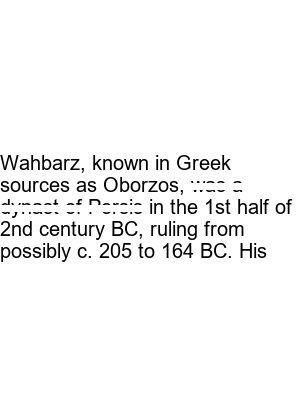 Wahbarz, known in Greek
sources as Oborzos, was a
dynast of Persis in the 1st half of
2nd century BC, ruling from
possibly c. 205 to 164 BC. His